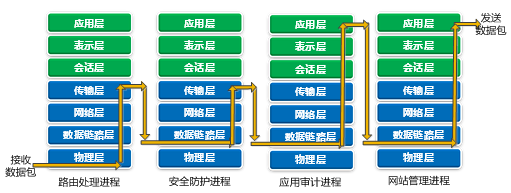 应用层 应用层 应用层 应用层 发送
表示层 表示层 表示层 表示层 数据包
会话层 会话层 会话层 会话层
传输层 传输层 传输层 传输层
网络层 网络层 网络层 网络层
数据链路层 数据链路层 数据链路层 数据链路层
接收 物理层 物理层 物理层 物理层
数据包
路由处理进程 安全防护进程 应用审计进程 网站管理进程